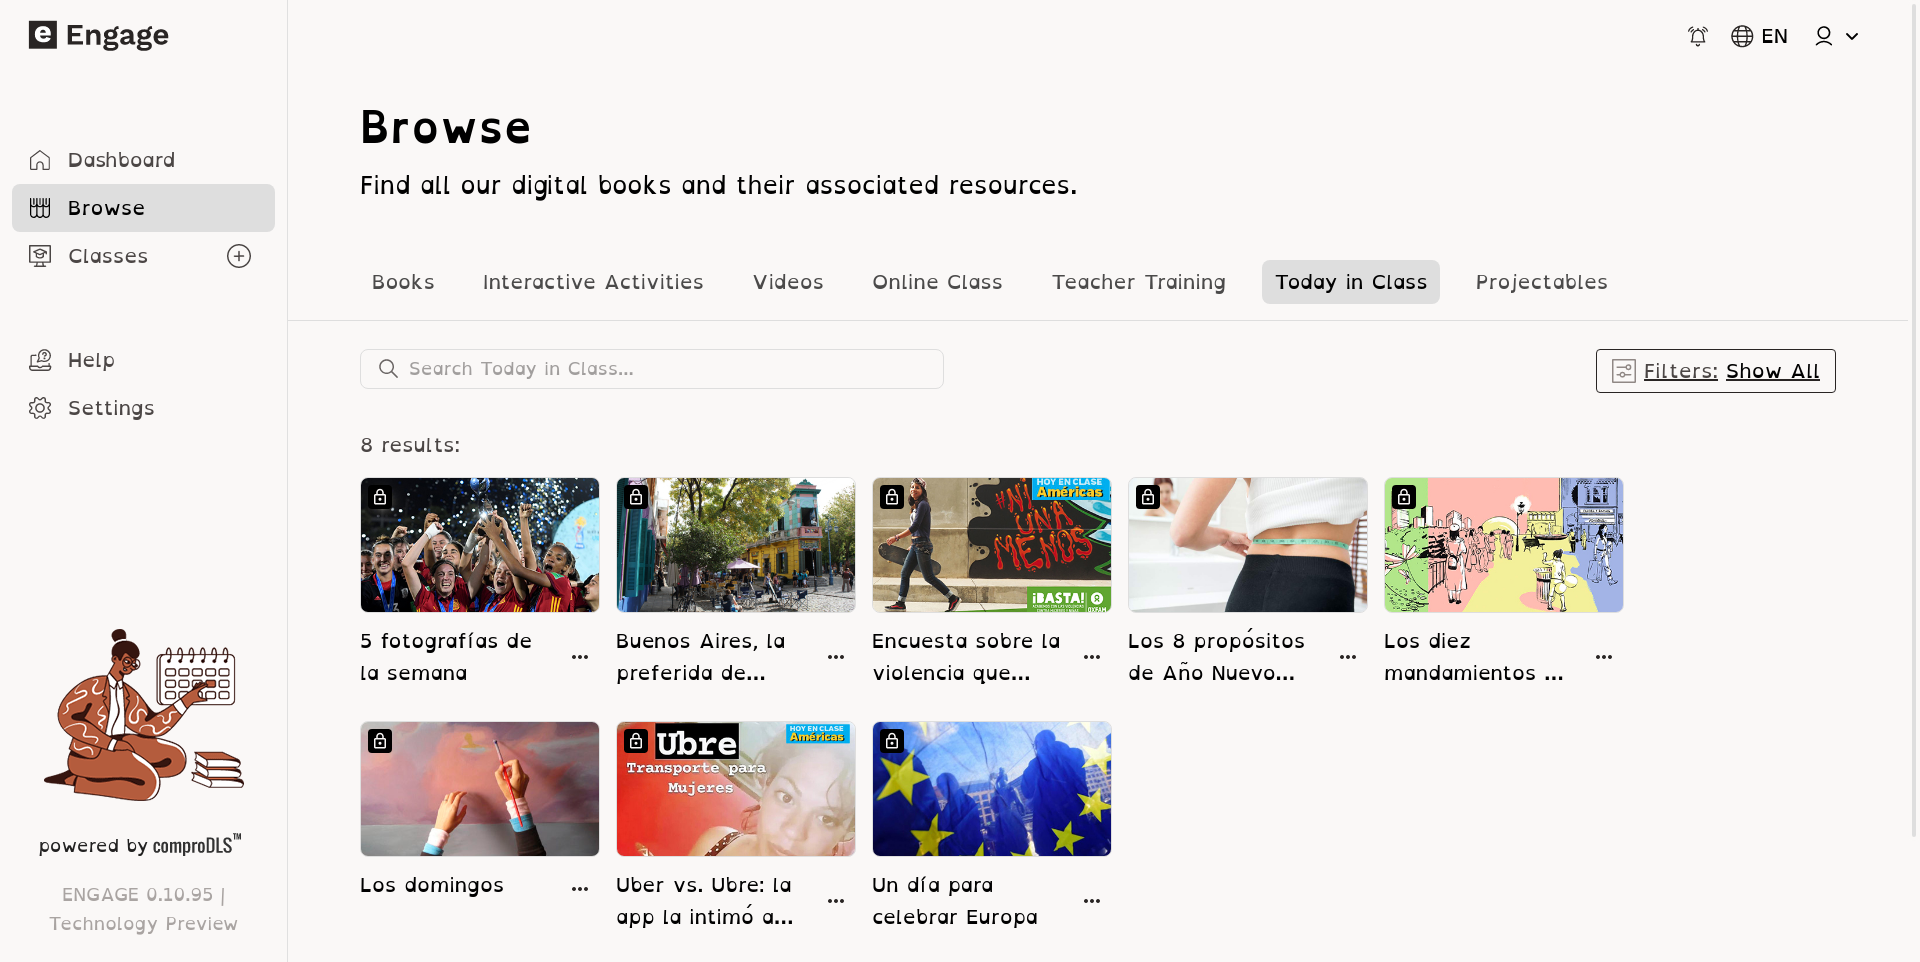 e Engage
EN
Dashboard
Browse
Classes
Help
Settings
powered by comproDLS™
ENGAGE 0.10.95 |
Technology Preview
Browse
Find all our digital books and their associated resources.
Books Interactive Activities Videos Online Class Teacher Training Today in Class Projectables
Search Today in Class...
Filters: Show All
8 results:
HOY EN CLASE
Américas
#NI
UNA
MENOS
¡BASTA!
OXFAM
5 fotografías de
la semana
Buenos Aires, la
preferida de...
Encuesta sobre la
violencia que...
Los 8 propósitos
de Año Nuevo...
Los diez
mandamientos ...
Ubre
Transporte para
Mujeres
HOY EN CLASE
Américas
Los domingos
Uber vs. Ubre: la
app la intimó a...
Un día para
celebrar Europa